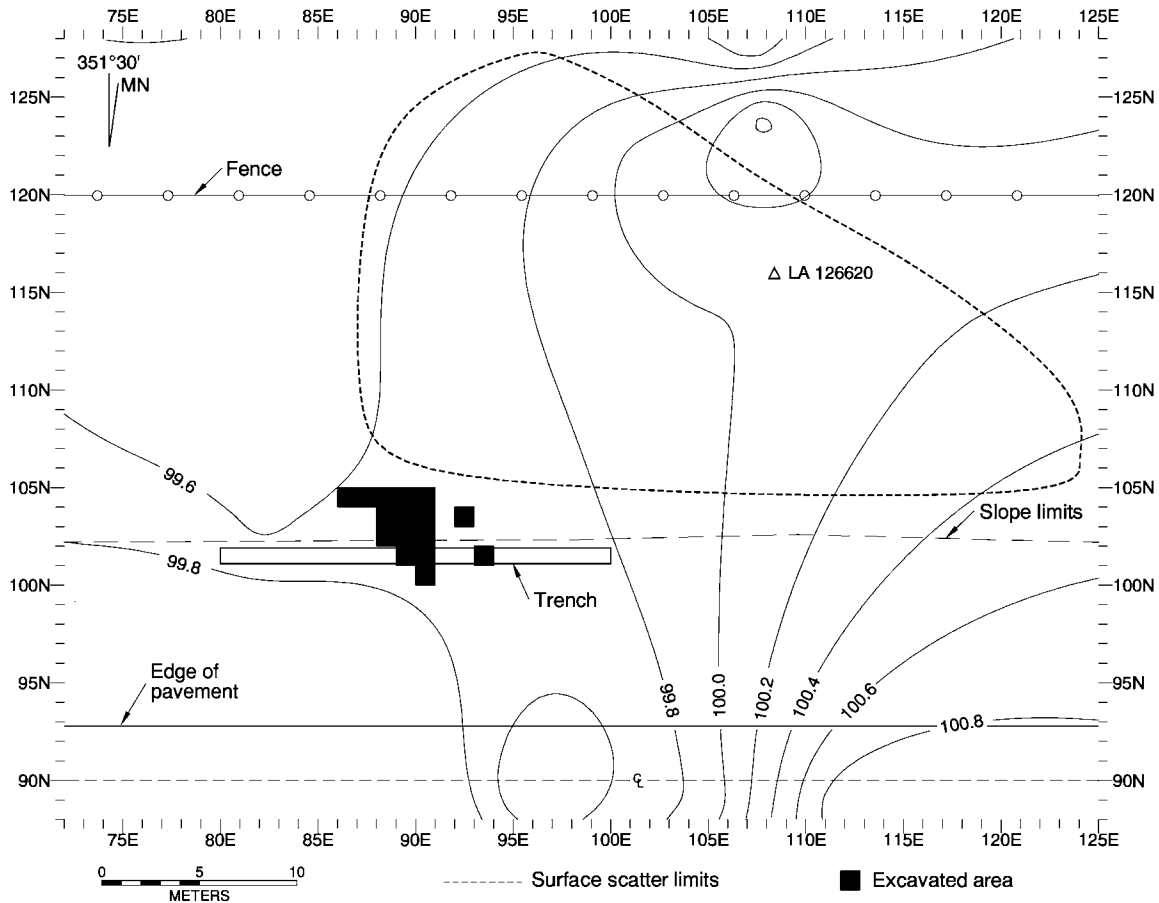 75E 80E 85E 90E 95E 100E 105E 110E 115E 120E 125E
351°30'
MN
125N 125N
Fence
120N 120N
△ LA 126620
115N 115N
110N 110N
99.6
105N 105N
Slope limits
99.8
100N 100N
Trench
Edge of
pavement
95N 95N
99.8 100.0 100.2 100.4 100.6
100.8
90N ℄ 90N
75E 80E 85E 90E 95E 100E 105E 110E 115E 120E 125E
0 5 10
METERS
Surface scatter limits
Excavated area